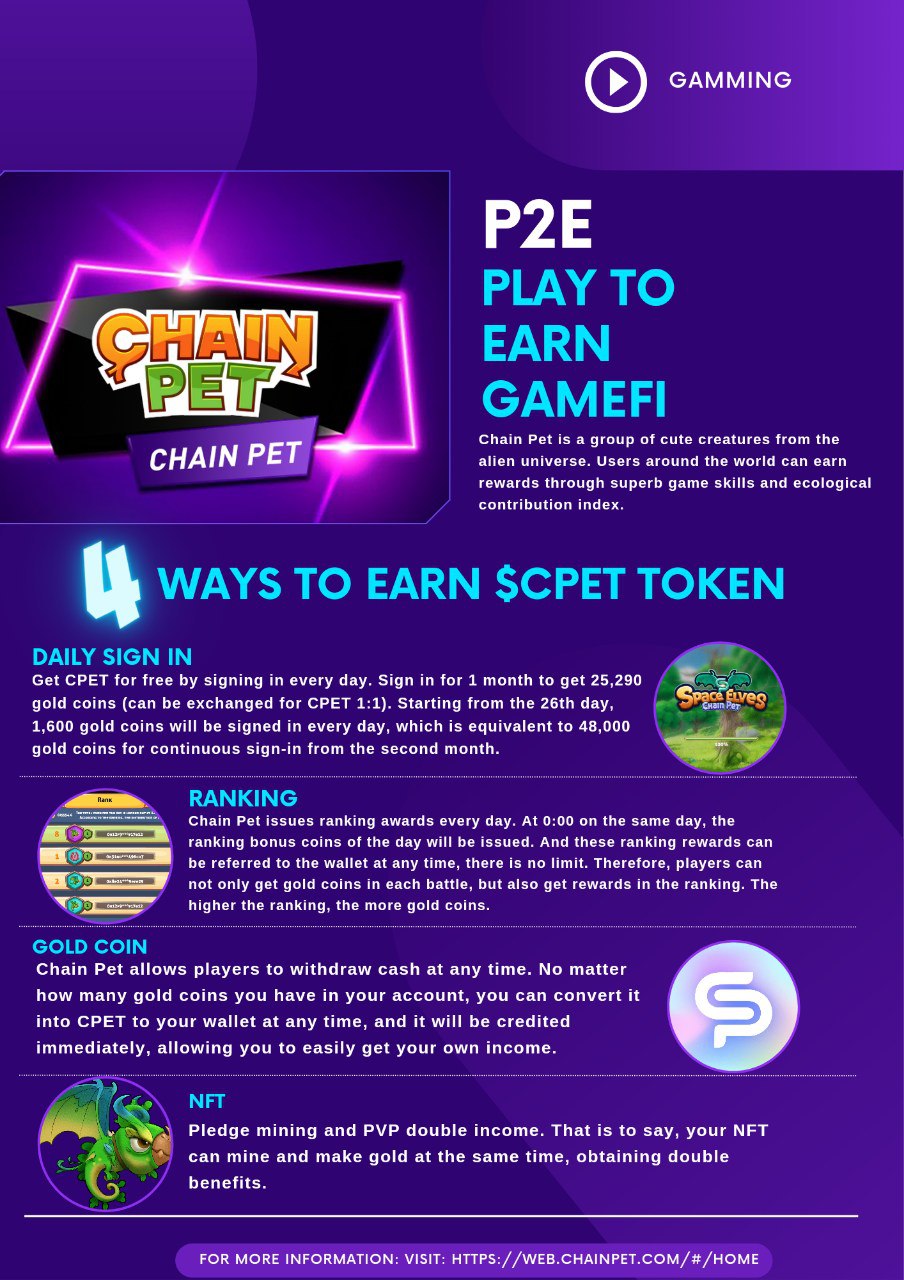 GAMMING
CHAIN
PET
CHAIN PET
P2E
PLAY TO
EARN
GAMEFI
Chain Pet is a group of cute creatures from the
alien universe. Users around the world can earn
rewards through superb game skills and ecological
contribution index.
4 WAYS TO EARN $CPET TOKEN
DAILY SIGN IN
Get CPET for free by signing in every day. Sign in for 1 month to get 25,290
gold coins (can be exchanged for CPET 1:1). Starting from the 26th day,
1,600 gold coins will be signed in every day, which is equivalent to 48,000
gold coins for continuous sign-in from the second month.
Space Elves
Chain Pet
100%
Rank
8
1
2
RANKING
Chain Pet issues ranking awards every day. At 0:00 on the same day, the
ranking bonus coins of the day will be issued. And these ranking rewards can
be referred to the wallet at any time, there is no limit. Therefore, players can
not only get gold coins in each battle, but also get rewards in the ranking. The
higher the ranking, the more gold coins.
GOLD COIN
Chain Pet allows players to withdraw cash at any time. No matter
how many gold coins you have in your account, you can convert it
into CPET to your wallet at any time, and it will be credited
immediately, allowing you to easily get your own income.
NFT
Pledge mining and PVP double income. That is to say, your NFT
can mine and make gold at the same time, obtaining double
benefits.
FOR MORE INFORMATION: VISIT: HTTPS://WEB.CHAINPET.COM/#/HOME